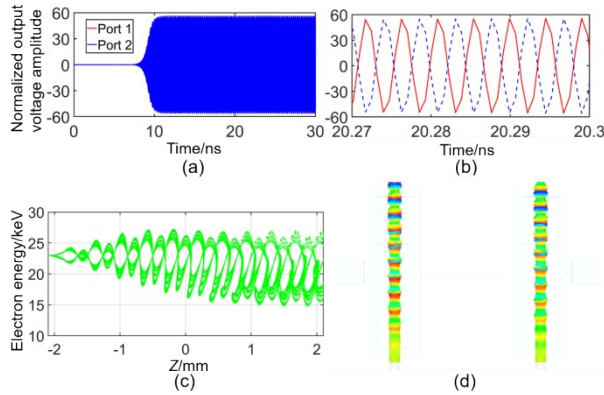 Normalized output
voltage amplitude
60
30
0
-30
-60
Port 1
Port 2
0
10
20
30
Time/ns
(a)
60
30
0
-30
-60
20.27
20.28
20.29
20.3
Time/ns
(b)
Electron energy/keV
30
25
20
15
10
-2
-1
0
1
2
Z/mm
(c)
(d)